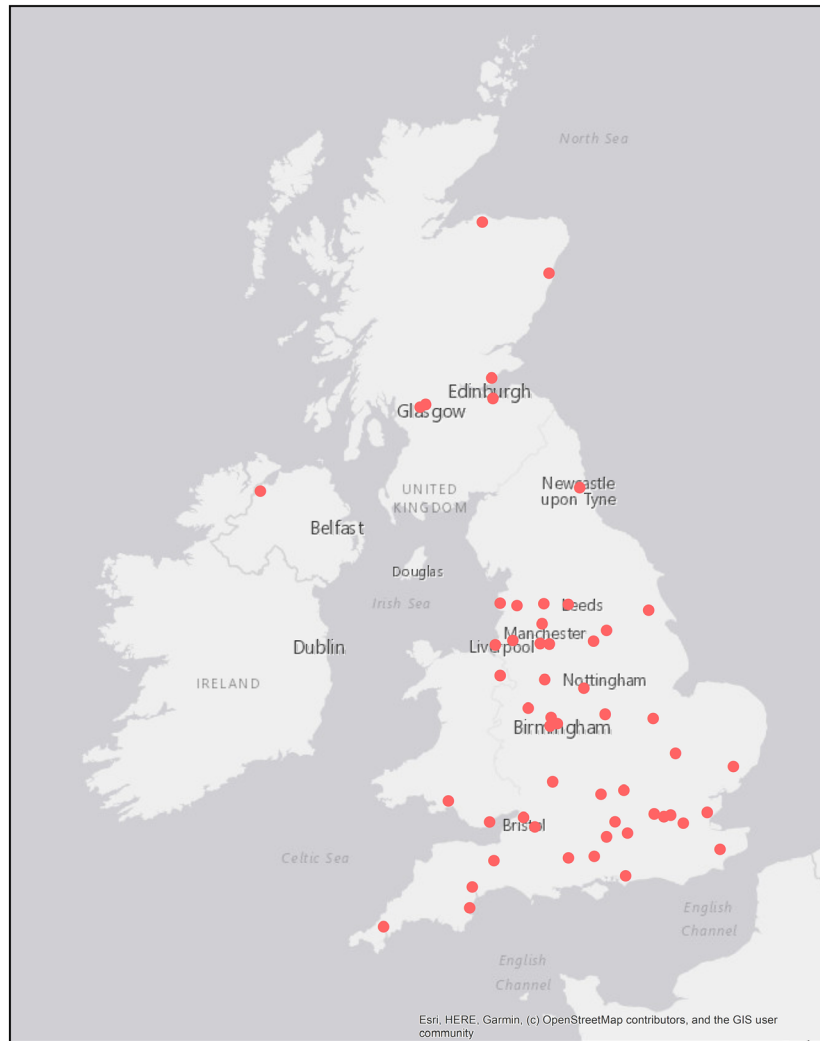 North Sea
Edinburgh
Glasgow
UNITED
KINGDOM
Newcastle
upon Tyne
Belfast
Douglas
Irish Sea
Leeds
Manchester
Liverpool
Dublin
IRELAND
Nottingham
Birmingham
Bristol
Celtic Sea
English
Channel
English
Channel
Esri, HERE, Garmin, (c) OpenStreetMap contributors, and the GIS user
community